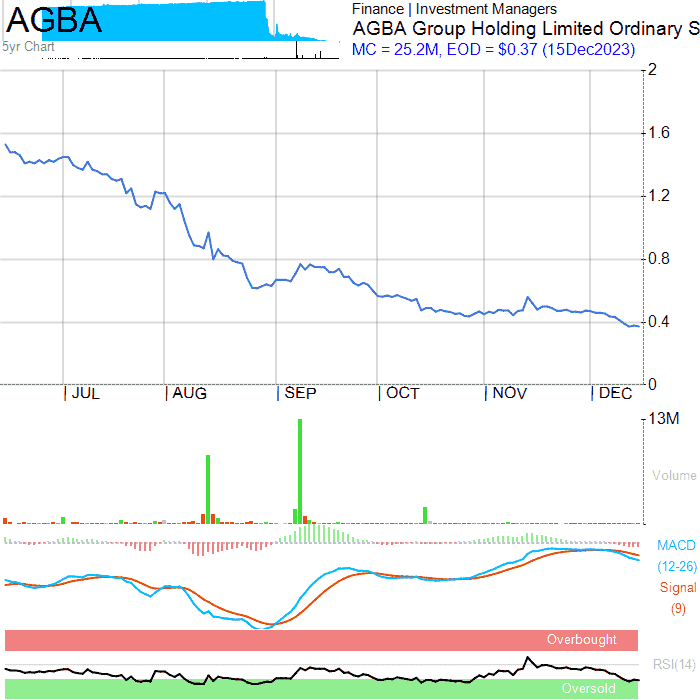 AGBA
5yr Chart
Finance | Investment Managers
AGBA Group Holding Limited Ordinary S
MC = 25.2M, EOD = $0.37 (15Dec2023)
2
1.6
1.2
0.8
0.4
0
JUL AUG SEP OCT NOV DEC
13M
Volume
MACD
(12-26)
Signal
(9)
Overbought
RSI(14)
Oversold